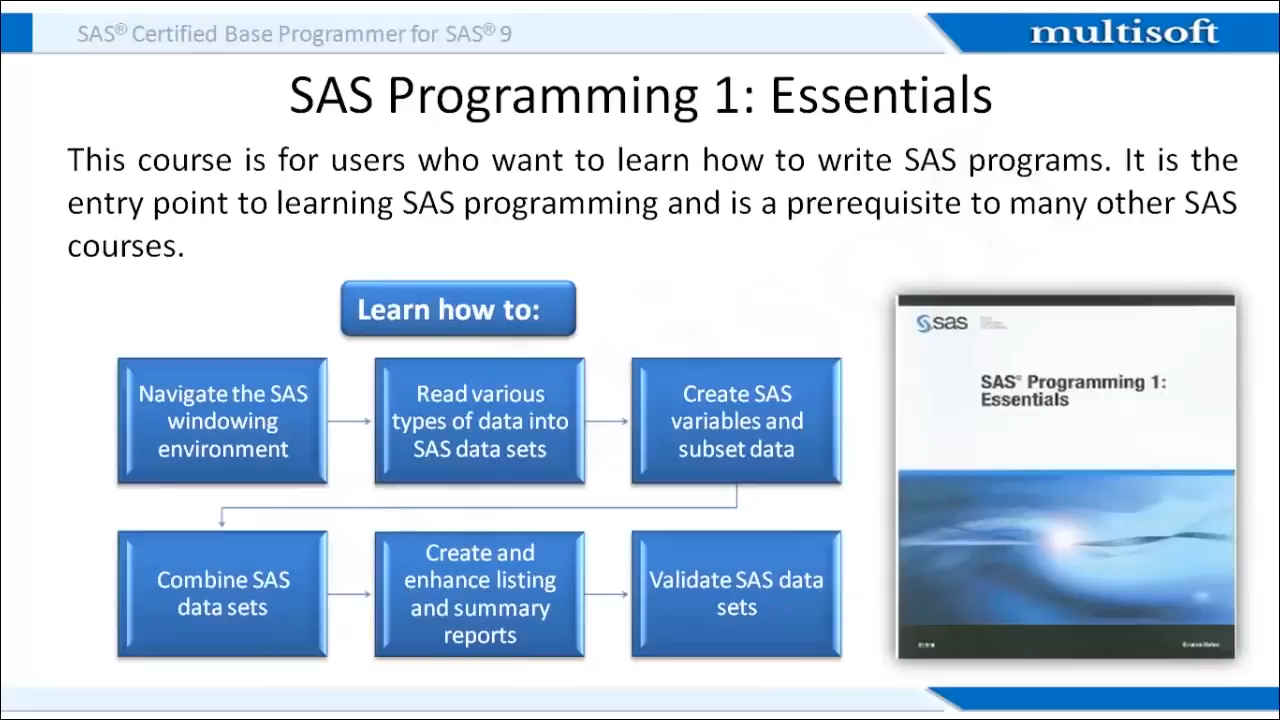 SAS® Certified Base Programmer for SAS® 9
multisoft
SAS Programming 1: Essentials
This course is for users who want to learn how to write SAS programs. It is the
entry point to learning SAS programming and is a prerequisite to many other SAS
courses.
Learn how to:
Navigate the SAS
windowing
environment
Read various
types of data into
SAS data sets
Create SAS
variables and
subset data
Combine SAS
data sets
Create and
enhance listing
and summary
reports
Validate SAS data
sets
sas
SAS® Programming 1:
Essentials
Course Notes